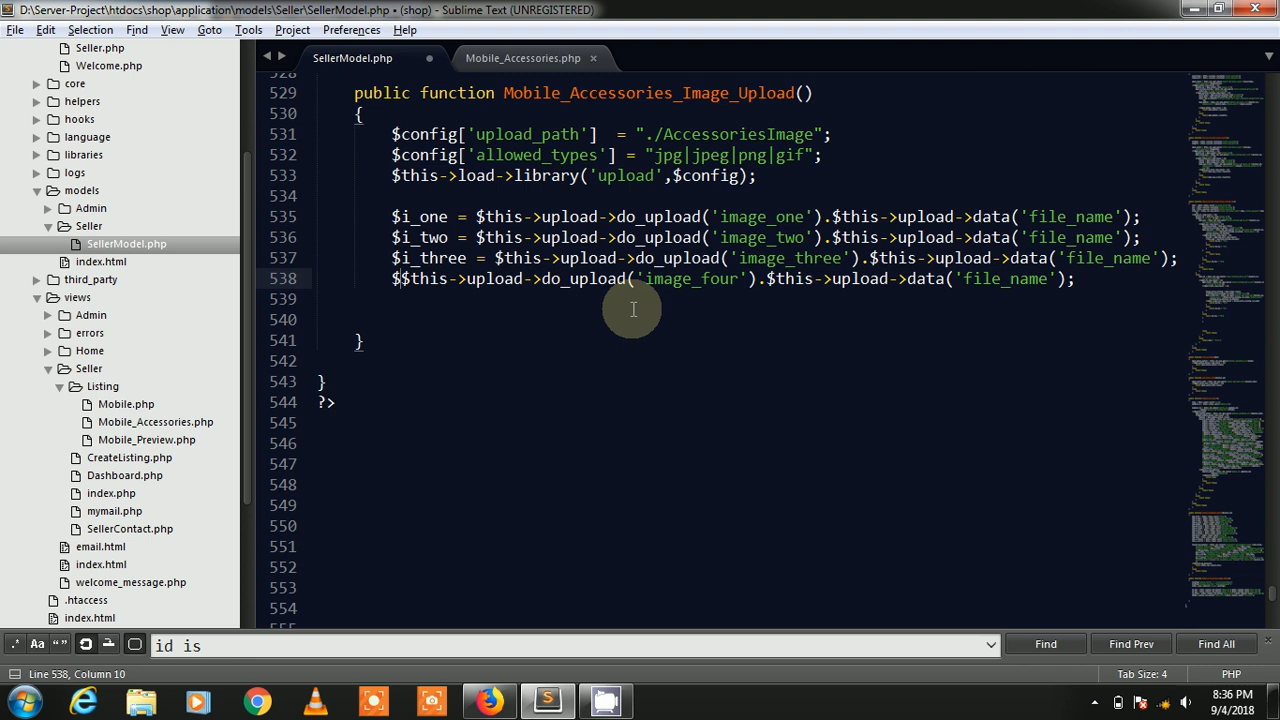 D:\Server-Project\htdocs\shop\application\models\Seller\SellerModel.php • (shop) - Sublime Text (UNREGISTERED)
File Edit Selection Find View Goto Tools Project Preferences Help
Seller.php
Welcome.php
core
helpers
hooks
language
libraries
logs
models
Admin
Seller
SellerModel.php
index.html
third_party
views
Admin
errors
Home
Seller
Listing
Mobile.php
Mobile_Accessories.php
Mobile_Preview.php
CreateListing.php
Dashboard.php
index.php
mymail.php
SellerContact.php
email.html
index.html
welcome_message.php
.htaccess
index.html
SellerModel.php Mobile_Accessories.php
528
529 public function Mobile_Accessories_Image_Upload()
530 {
531 $config['upload_path']  = "./AccessoriesImage";
532 $config['allowed_types'] = "jpg|jpeg|png|gif";
533 $this->load->library('upload',$config);
534
535 $i_one = $this->upload->do_upload('image_one').$this->upload->data('file_name');
536 $i_two = $this->upload->do_upload('image_two').$this->upload->data('file_name');
537 $i_three = $this->upload->do_upload('image_three').$this->upload->data('file_name');
538 $$this->upload->do_upload('image_four').$this->upload->data('file_name');
539
540
541 }
542
543 }
544 ?>
545
546
547
548
549
550
551
552
553
554
555
.* Aa “ ” id is Find Find Prev Find All
Line 538, Column 10 Tab Size: 4 PHP
8:36 PM
9/4/2018